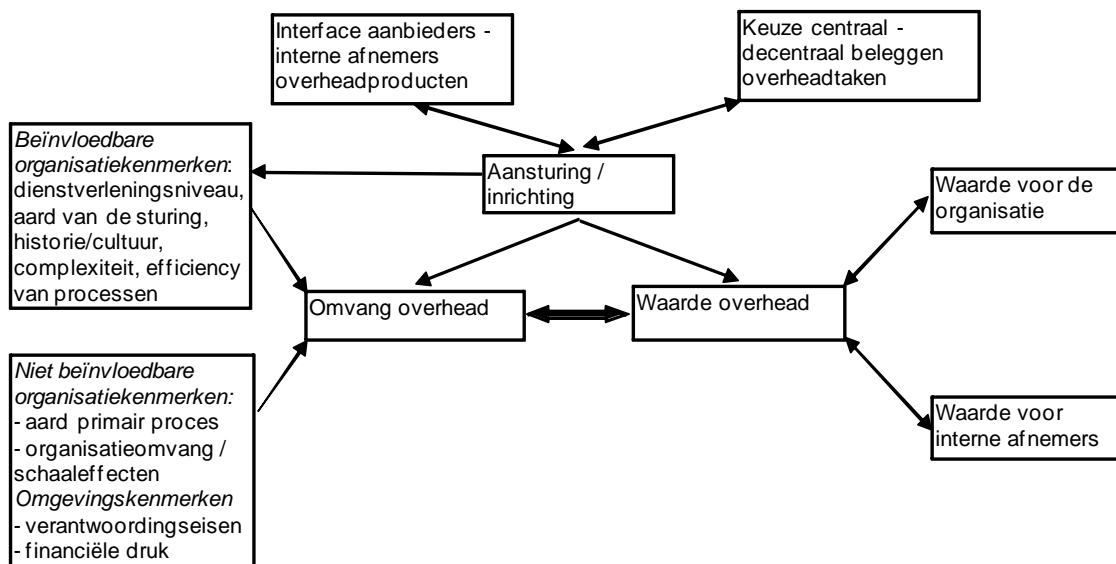 Interface aanbieders -
interne afnemers
overheadproducten
Keuze centraal -
decentraal beleggen
overheadtaken
Beïnvloedbare
organisatiekenmerken:
dienstverleningsniveau,
aard van de sturing,
historie/cultuur,
complexiteit, efficiency
van processen
Aansturing /
inrichting
Waarde voor de
organisatie
Omvang overhead
Waarde overhead
Niet beïnvloedbare
organisatiekenmerken:
- aard primair proces
- organisatieomvang /
schaaleffecten
Omgevingskenmerken
- verantwoordingseisen
- financiële druk
Waarde voor
interne afnemers